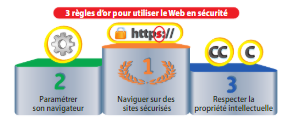 3 règles d'or pour utiliser le Web en sécurité
https://
CC C
2
1
3
Paramétrer
son navigateur
Naviguer sur des
sites sécurisés
Respecter la
propriété intellectuelle